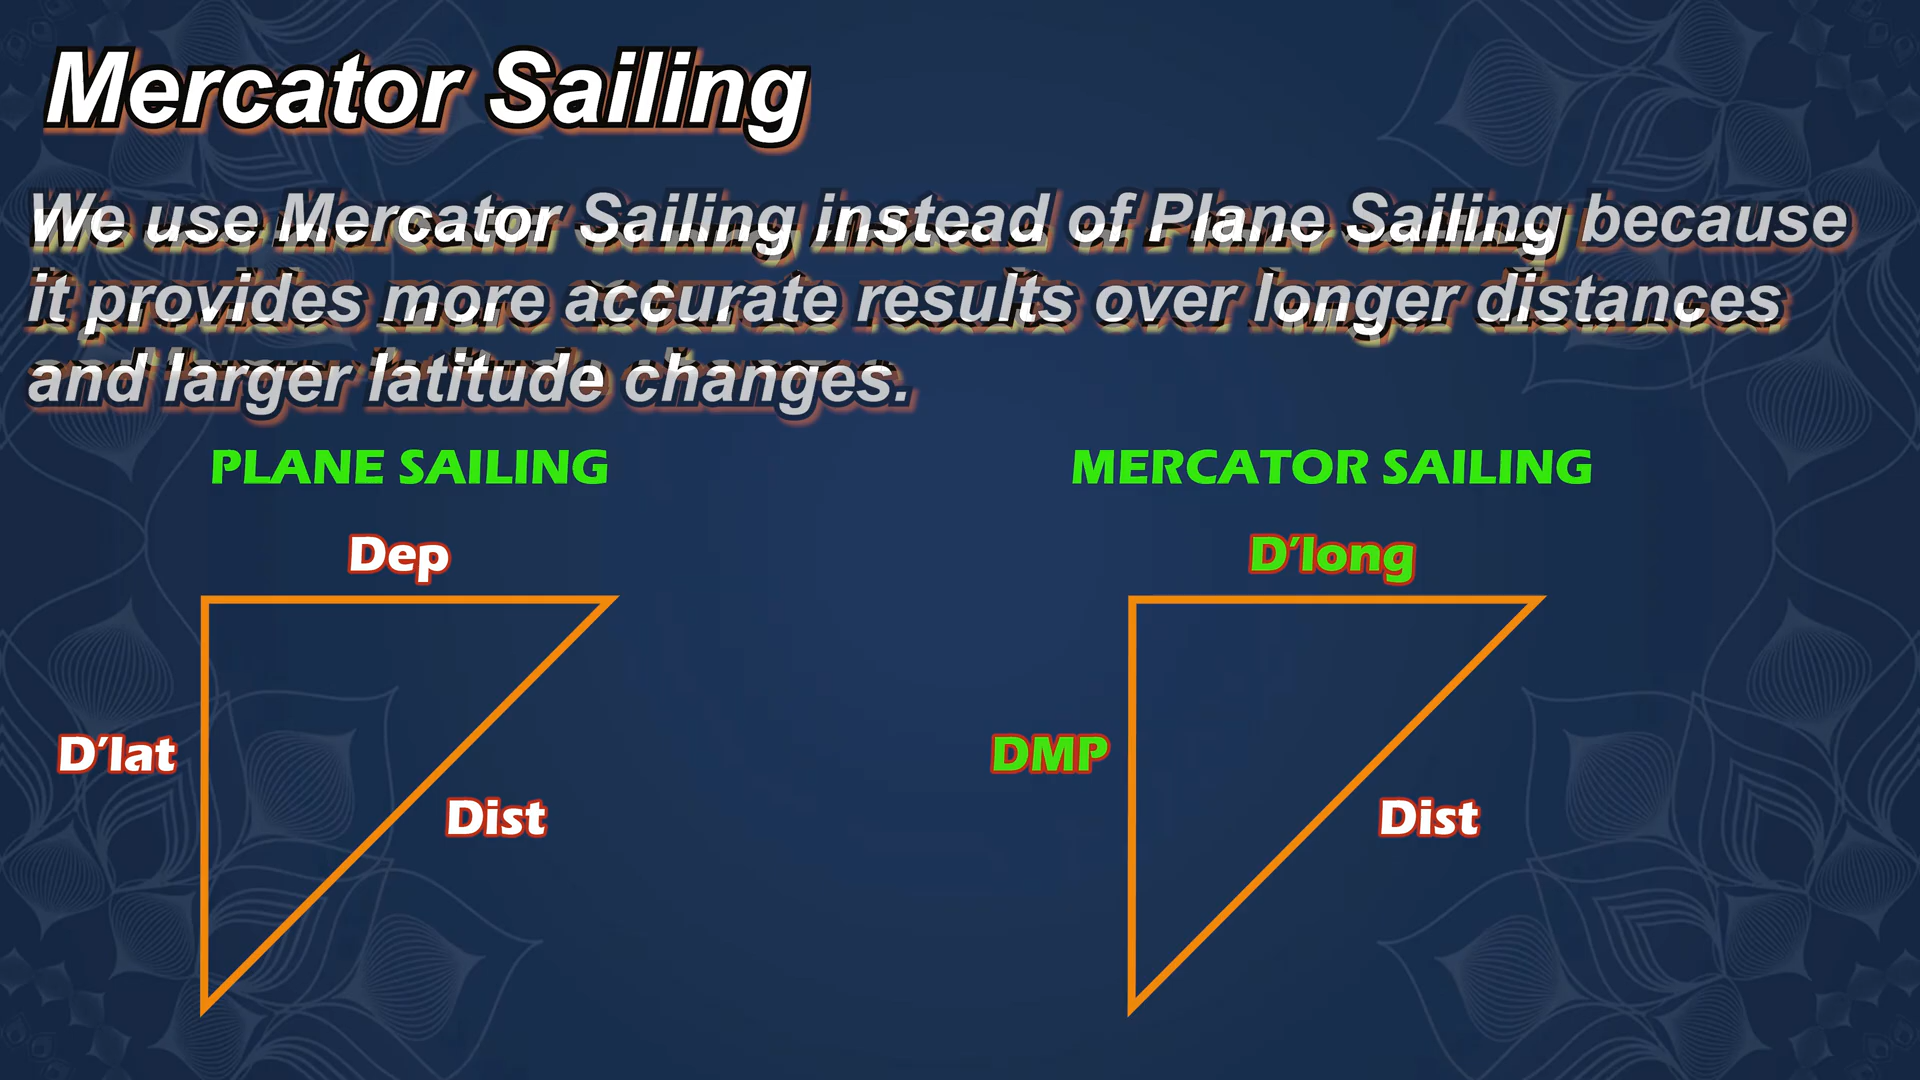 Mercator Sailing
We use Mercator Sailing instead of Plane Sailing because
it provides more accurate results over longer distances
and larger latitude changes.
PLANE SAILING
Dep
D'lat
Dist
MERCATOR SAILING
D'long
DMP
Dist